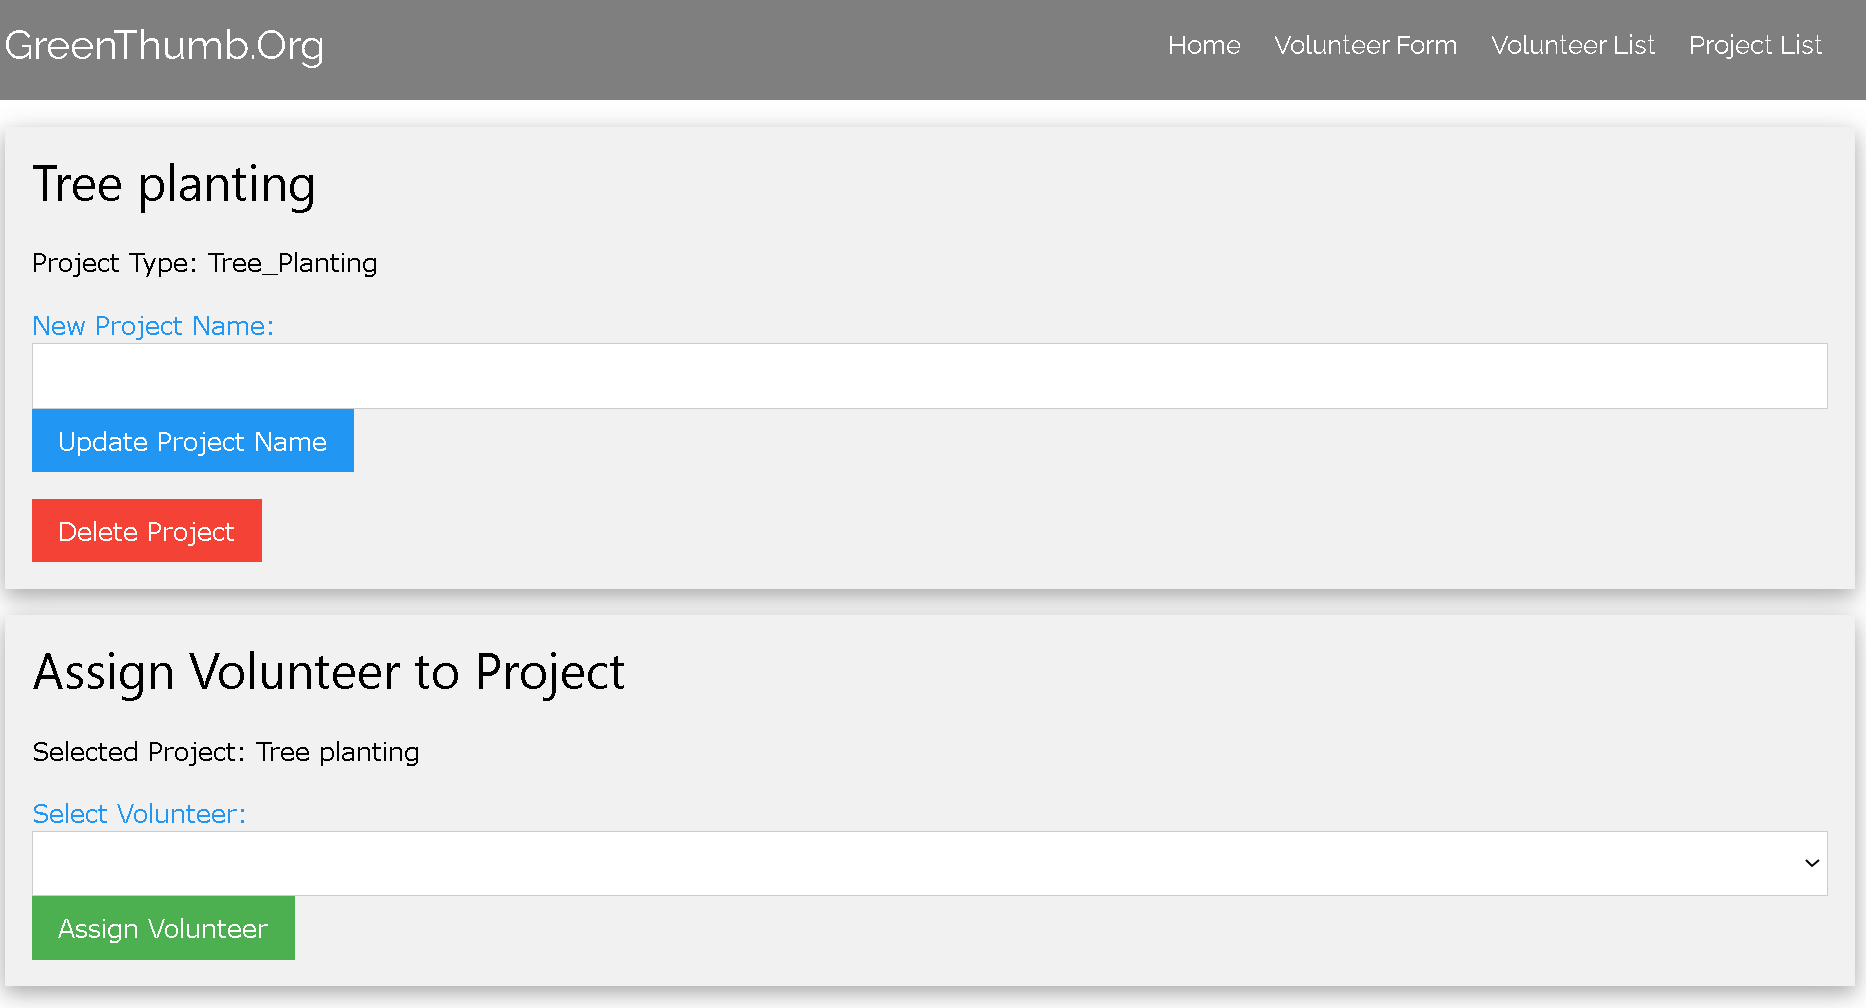 GreenThumb.Org
Home Volunteer Form Volunteer List Project List
Tree planting
Project Type: Tree_Planting
New Project Name:
Update Project Name
Delete Project
Assign Volunteer to Project
Selected Project: Tree planting
Select Volunteer:
Assign Volunteer